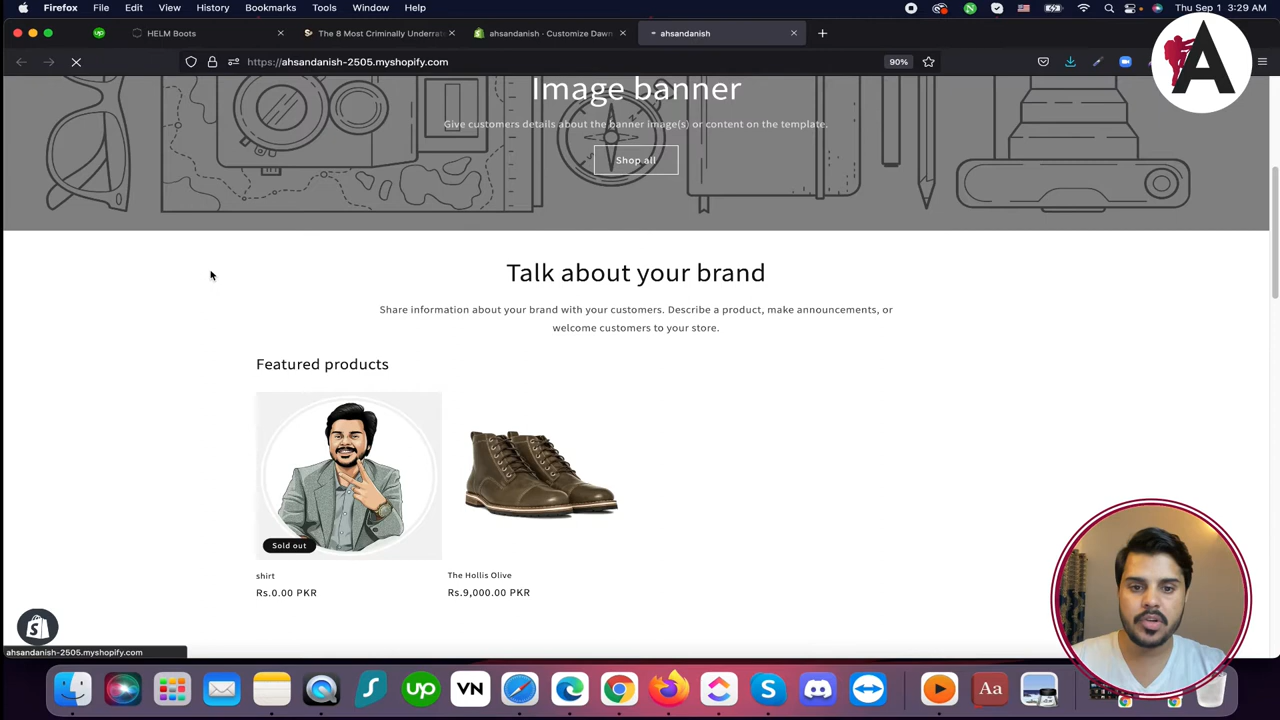 Firefox File Edit View History Bookmarks Tools Window Help Thu Sep 1 3:29 AM
HELM Boots
The 8 Most Criminally Underrat
ahsandanish · Customize Dawn
ahsandanish
https://ahsandanish-2505.myshopify.com
90%
A
Image banner
Give customers details about the banner image(s) or content on the template.
Shop all
Talk about your brand
Share information about your brand with your customers. Describe a product, make announcements, or
welcome customers to your store.
Featured products
Sold out
shirt
Rs.0.00 PKR
The Hollis Olive
Rs.9,000.00 PKR
ahsandanish-2505.myshopify.com
up
VN
S
Aa